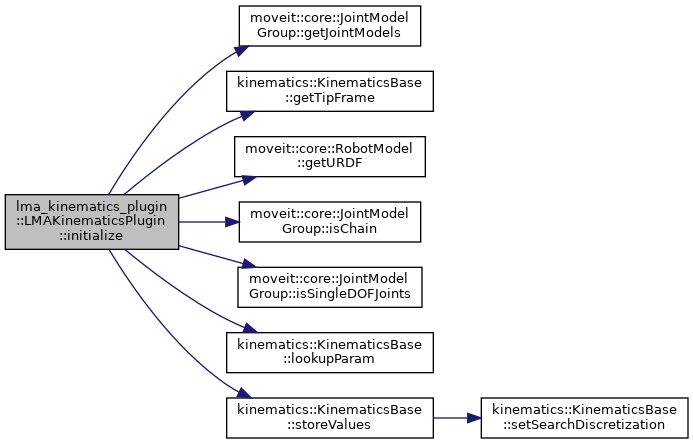 moveit::core::JointModel
Group::getJointModels
kinematics::KinematicsBase
::getTipFrame
moveit::core::RobotModel
::getURDF
lma_kinematics_plugin
::LMAKinematicsPlugin
::initialize
moveit::core::JointModel
Group::isChain
moveit::core::JointModel
Group::isSingleDOFJoints
kinematics::KinematicsBase
::lookupParam
kinematics::KinematicsBase
::storeValues
kinematics::KinematicsBase
::setSearchDiscretization